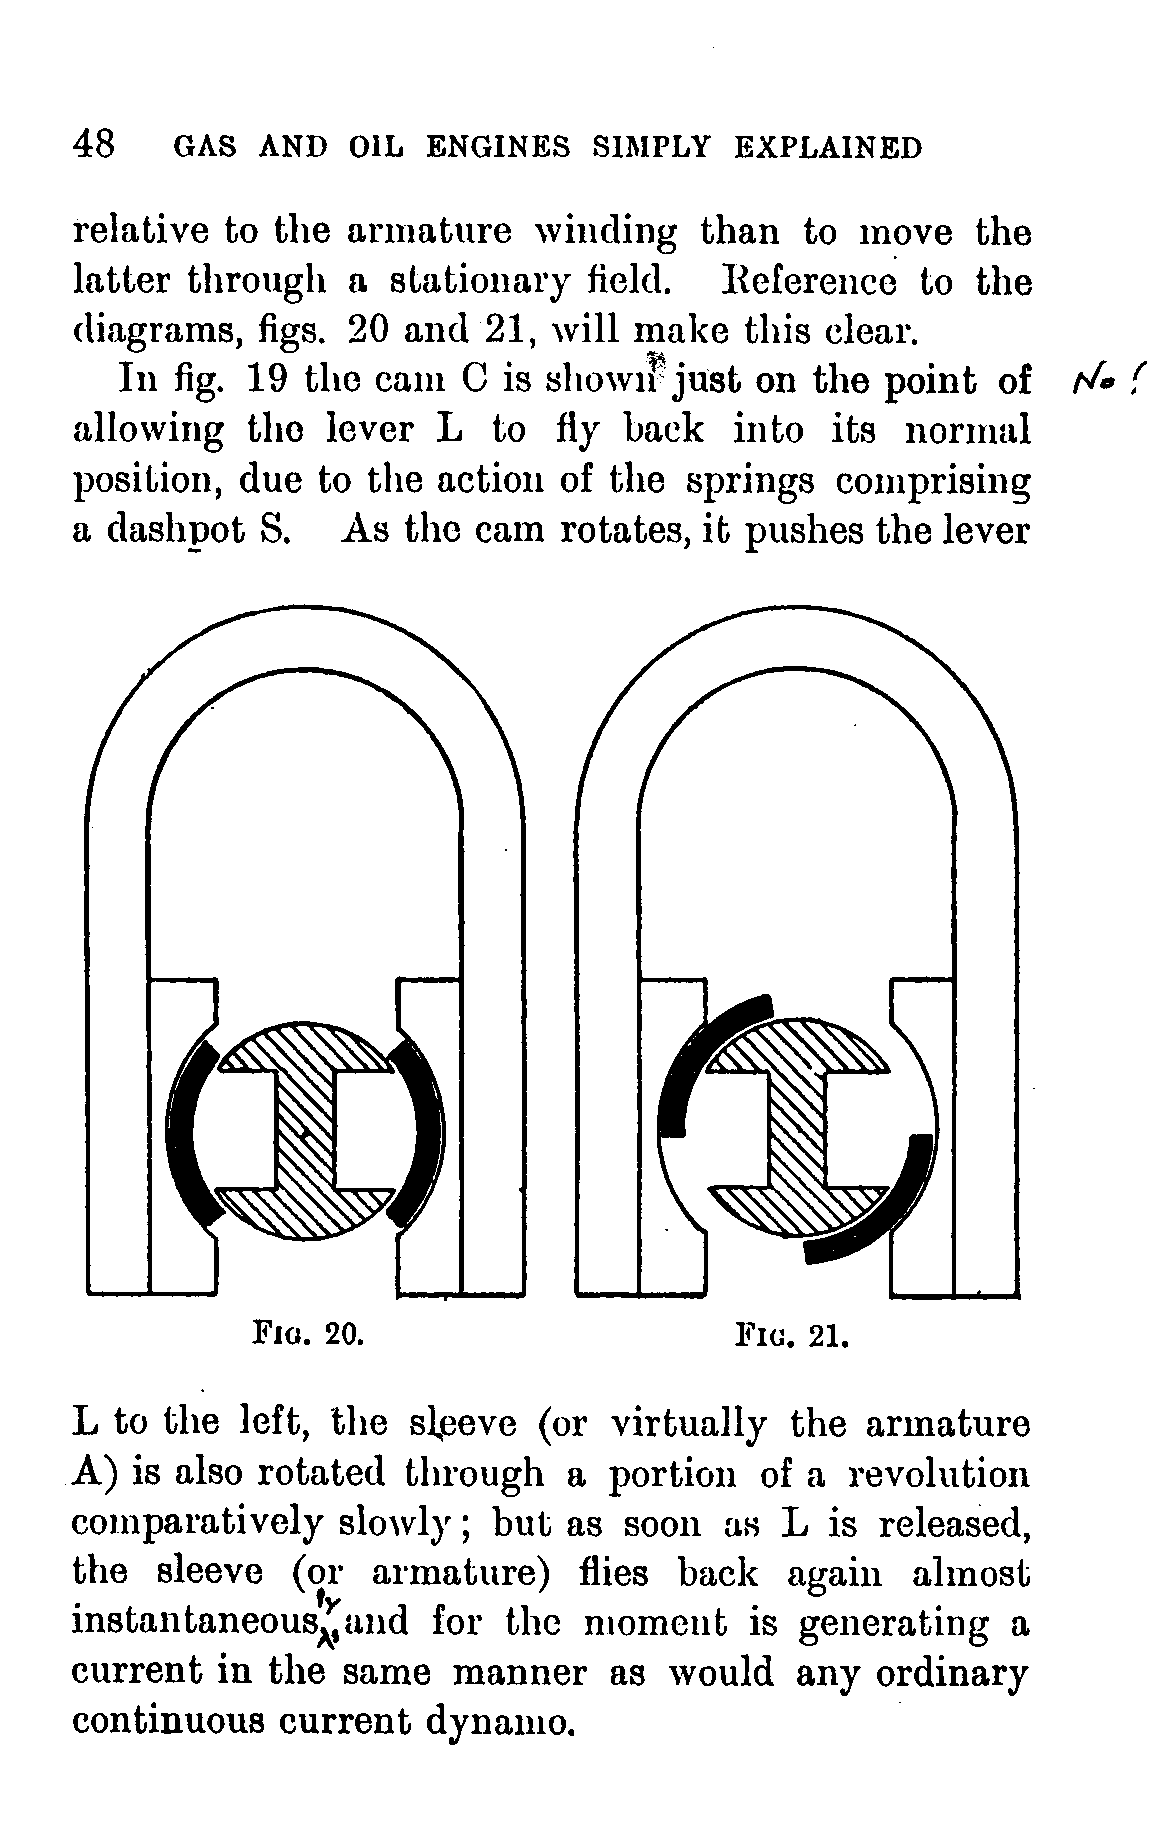 48 GAS AND OIL ENGINES SIMPLY EXPLAINED
relative to the armature winding than to move the
latter through a stationary field. Reference to the
diagrams, figs. 20 and 21, will make this clear.
In fig. 19 the cam C is shown just on the point of No!
allowing the lever L to fly back into its normal
position, due to the action of the springs comprising
a dashpot S. As the cam rotates, it pushes the lever
FIG. 20. FIG. 21.
L to the left, the sleeve (or virtually the armature
A) is also rotated through a portion of a revolution
comparatively slowly; but as soon as L is released,
the sleeve (or armature) flies back again almost
instantaneously, and for the moment is generating a
current in the same manner as would any ordinary
continuous current dynamo.